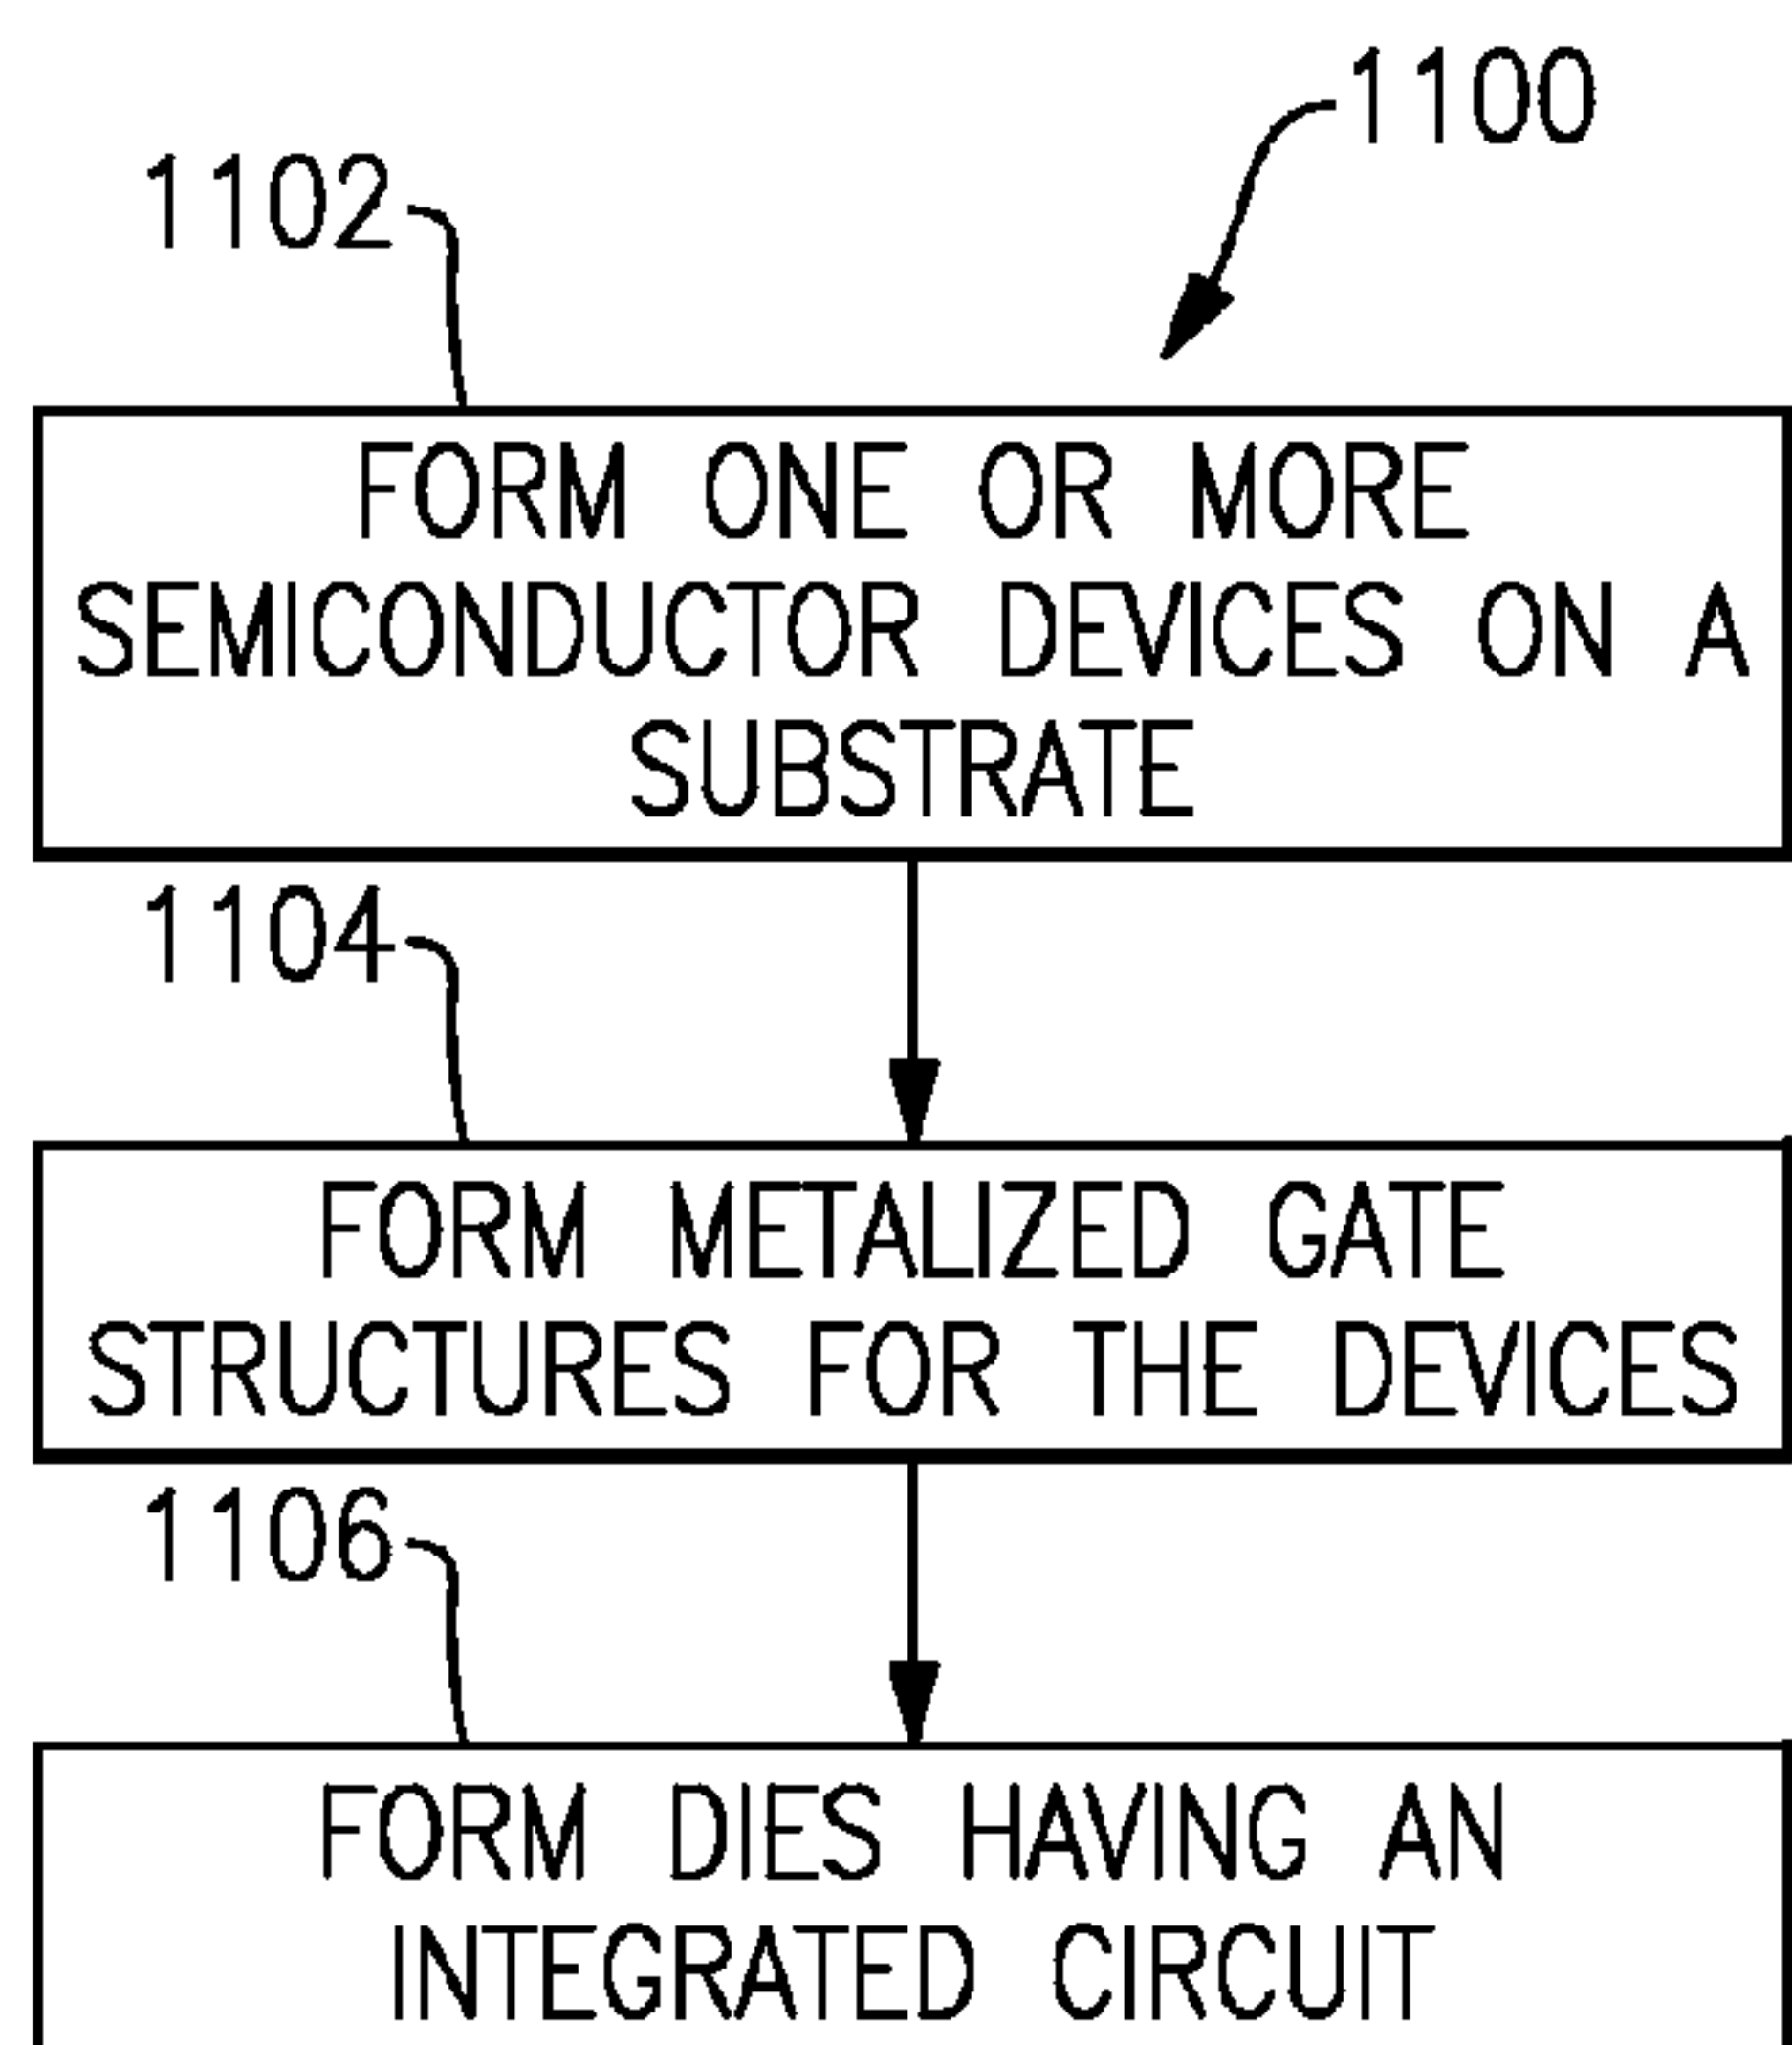 1100
1102
FORM ONE OR MORE
SEMICONDUCTOR DEVICES ON A
SUBSTRATE
1104
FORM METALIZED GATE
STRUCTURES FOR THE DEVICES
1106
FORM DIES HAVING AN
INTEGRATED CIRCUIT